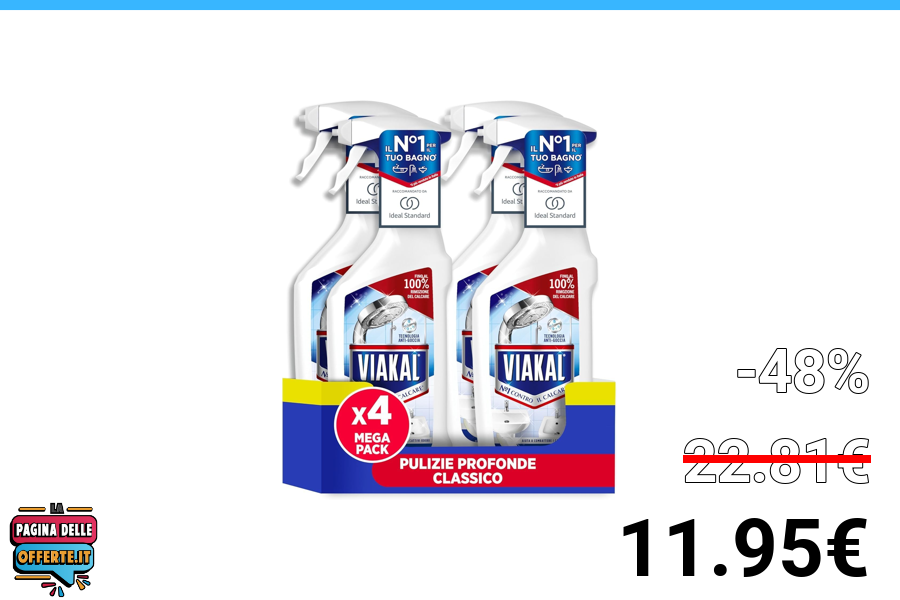 IL N°1 PER IL
TUO BAGNO
RACCOMANDATO DA
Ideal Standard
IL N°1 PER IL
TUO BAGNO
RACCOMANDATO DA
Ideal Standard
Ideal St
FINO AL
100%
RIMOZIONE
DEL CALCARE
FINO AL
100%
RIMOZIONE
DEL CALCARE
TECNOLOGIA
ANTI-GOCCIA
TECNOLOGIA
ANTI-GOCCIA
VIAKAL
VIAKAL
N°1 CONTRO IL CALCAR
CALCARE
x4
MEGA
PACK
PULIZIE PROFONDE
CLASSICO
-48%
22.81€
11.95€
LA
PAGINA DELLE
OFFERTE.IT